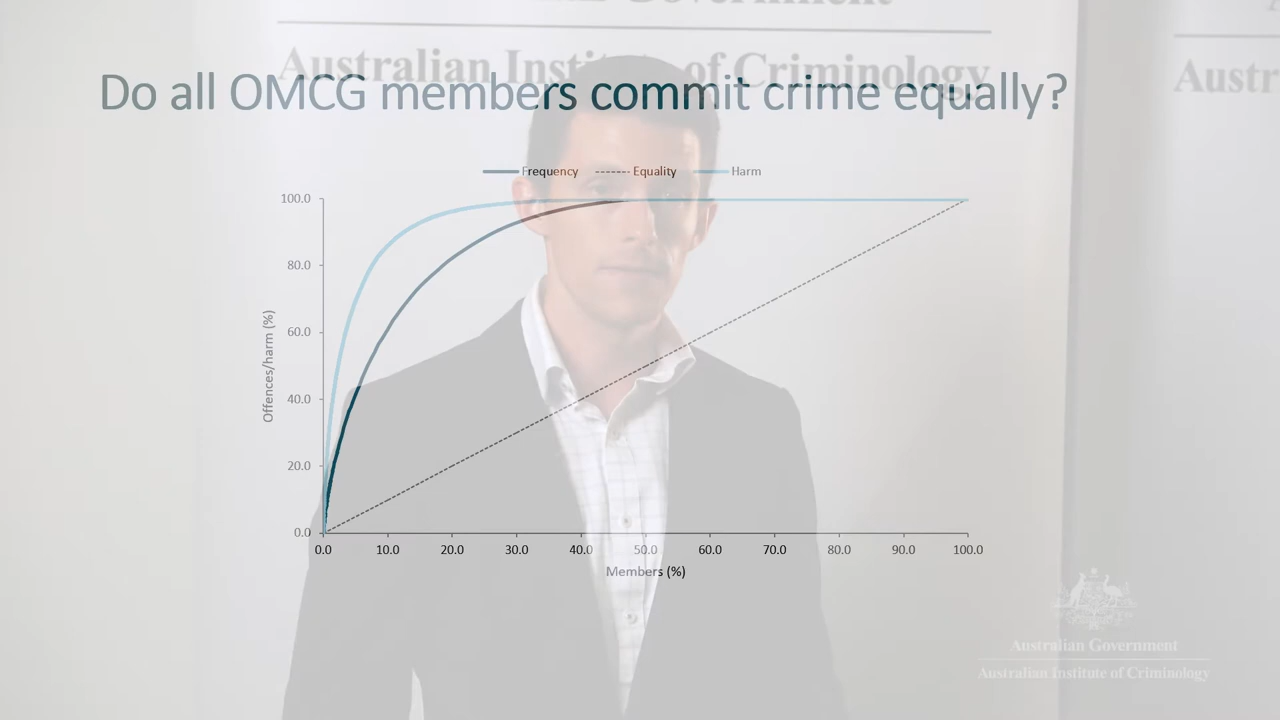 Government
Australian Institute of Criminology
Austr
Do all OMCG members commit crime equally?
Frequency Equality Harm
100.0
80.0
60.0
40.0
20.0
0.0
Offences/harm (%)
0.0 10.0 20.0 30.0 40.0 50.0 60.0 70.0 80.0 90.0 100.0
Members (%)
Australian Government
Australian Institute of Criminology